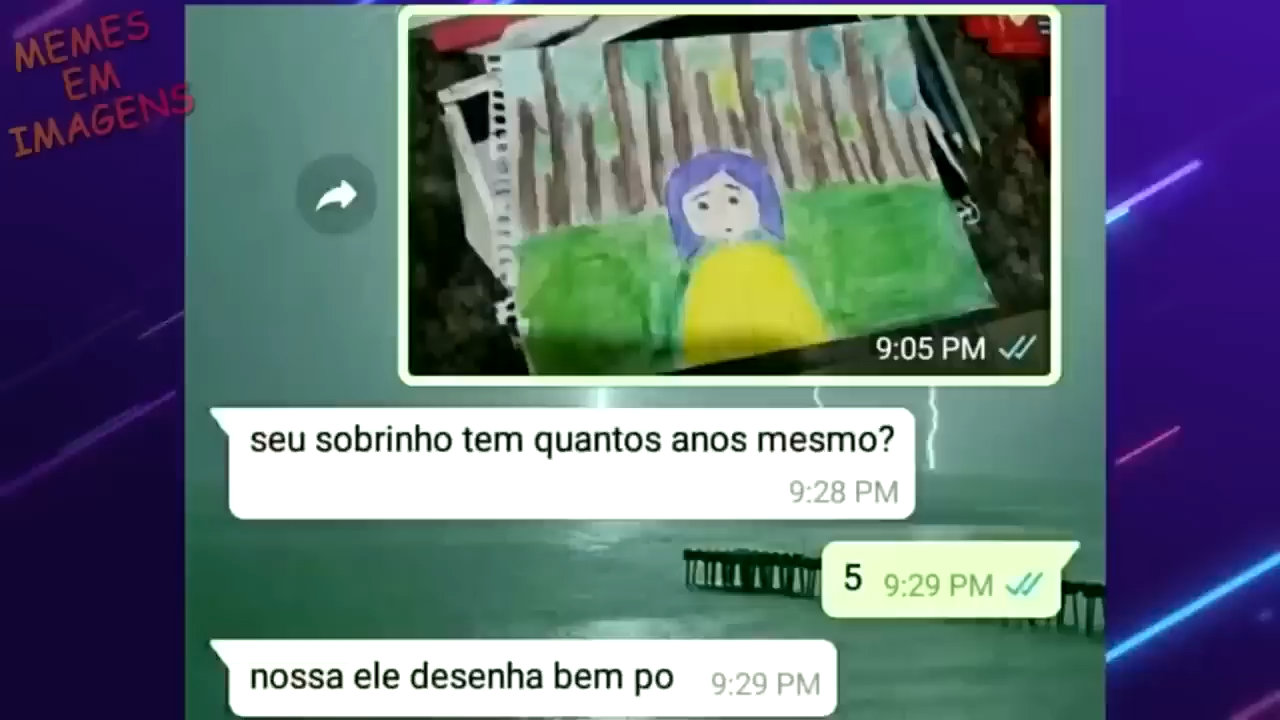 MEMES
EM
IMAGENS
9:05 PM
seu sobrinho tem quantos anos mesmo?
9:28 PM
5 9:29 PM
nossa ele desenha bem po 9:29 PM